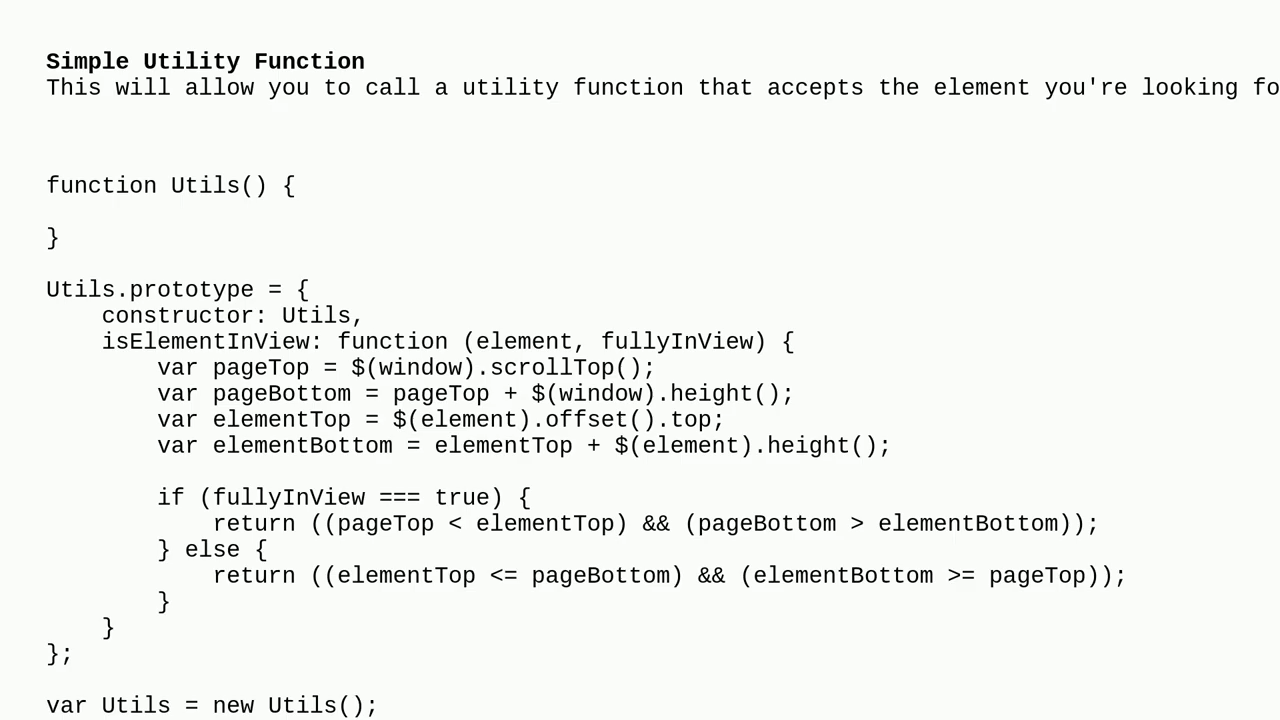 Simple Utility Function
This will allow you to call a utility function that accepts the element you're looking fo
function Utils() {
}
Utils.prototype = {
    constructor: Utils,
    isElementInView: function (element, fullyInView) {
        var pageTop = $(window).scrollTop();
        var pageBottom = pageTop + $(window).height();
        var elementTop = $(element).offset().top;
        var elementBottom = elementTop + $(element).height();
        if (fullyInView === true) {
            return ((pageTop < elementTop) && (pageBottom > elementBottom));
        } else {
            return ((elementTop <= pageBottom) && (elementBottom >= pageTop));
        }
    }
};
var Utils = new Utils();